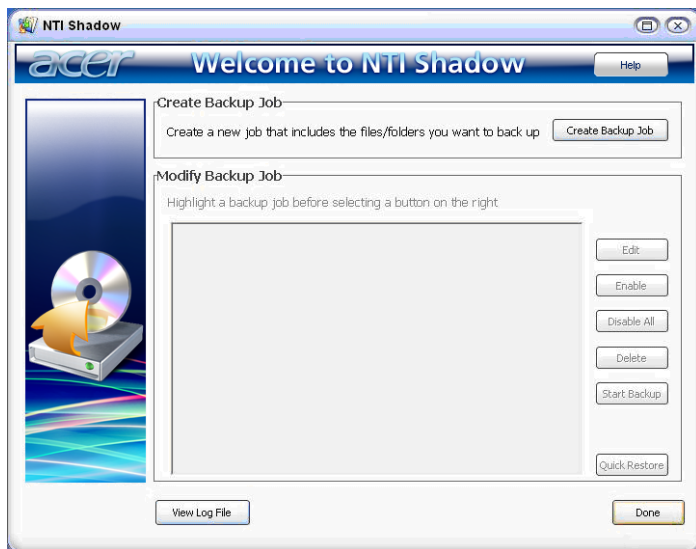 NTI Shadow
acer
Welcome to NTI Shadow
Help
Create Backup Job
Create a new job that includes the files/folders you want to back up
Create Backup Job
Modify Backup Job
Highlight a backup job before selecting a button on the right
Edit
Enable
Disable All
Delete
Start Backup
Quick Restore
View Log File
Done